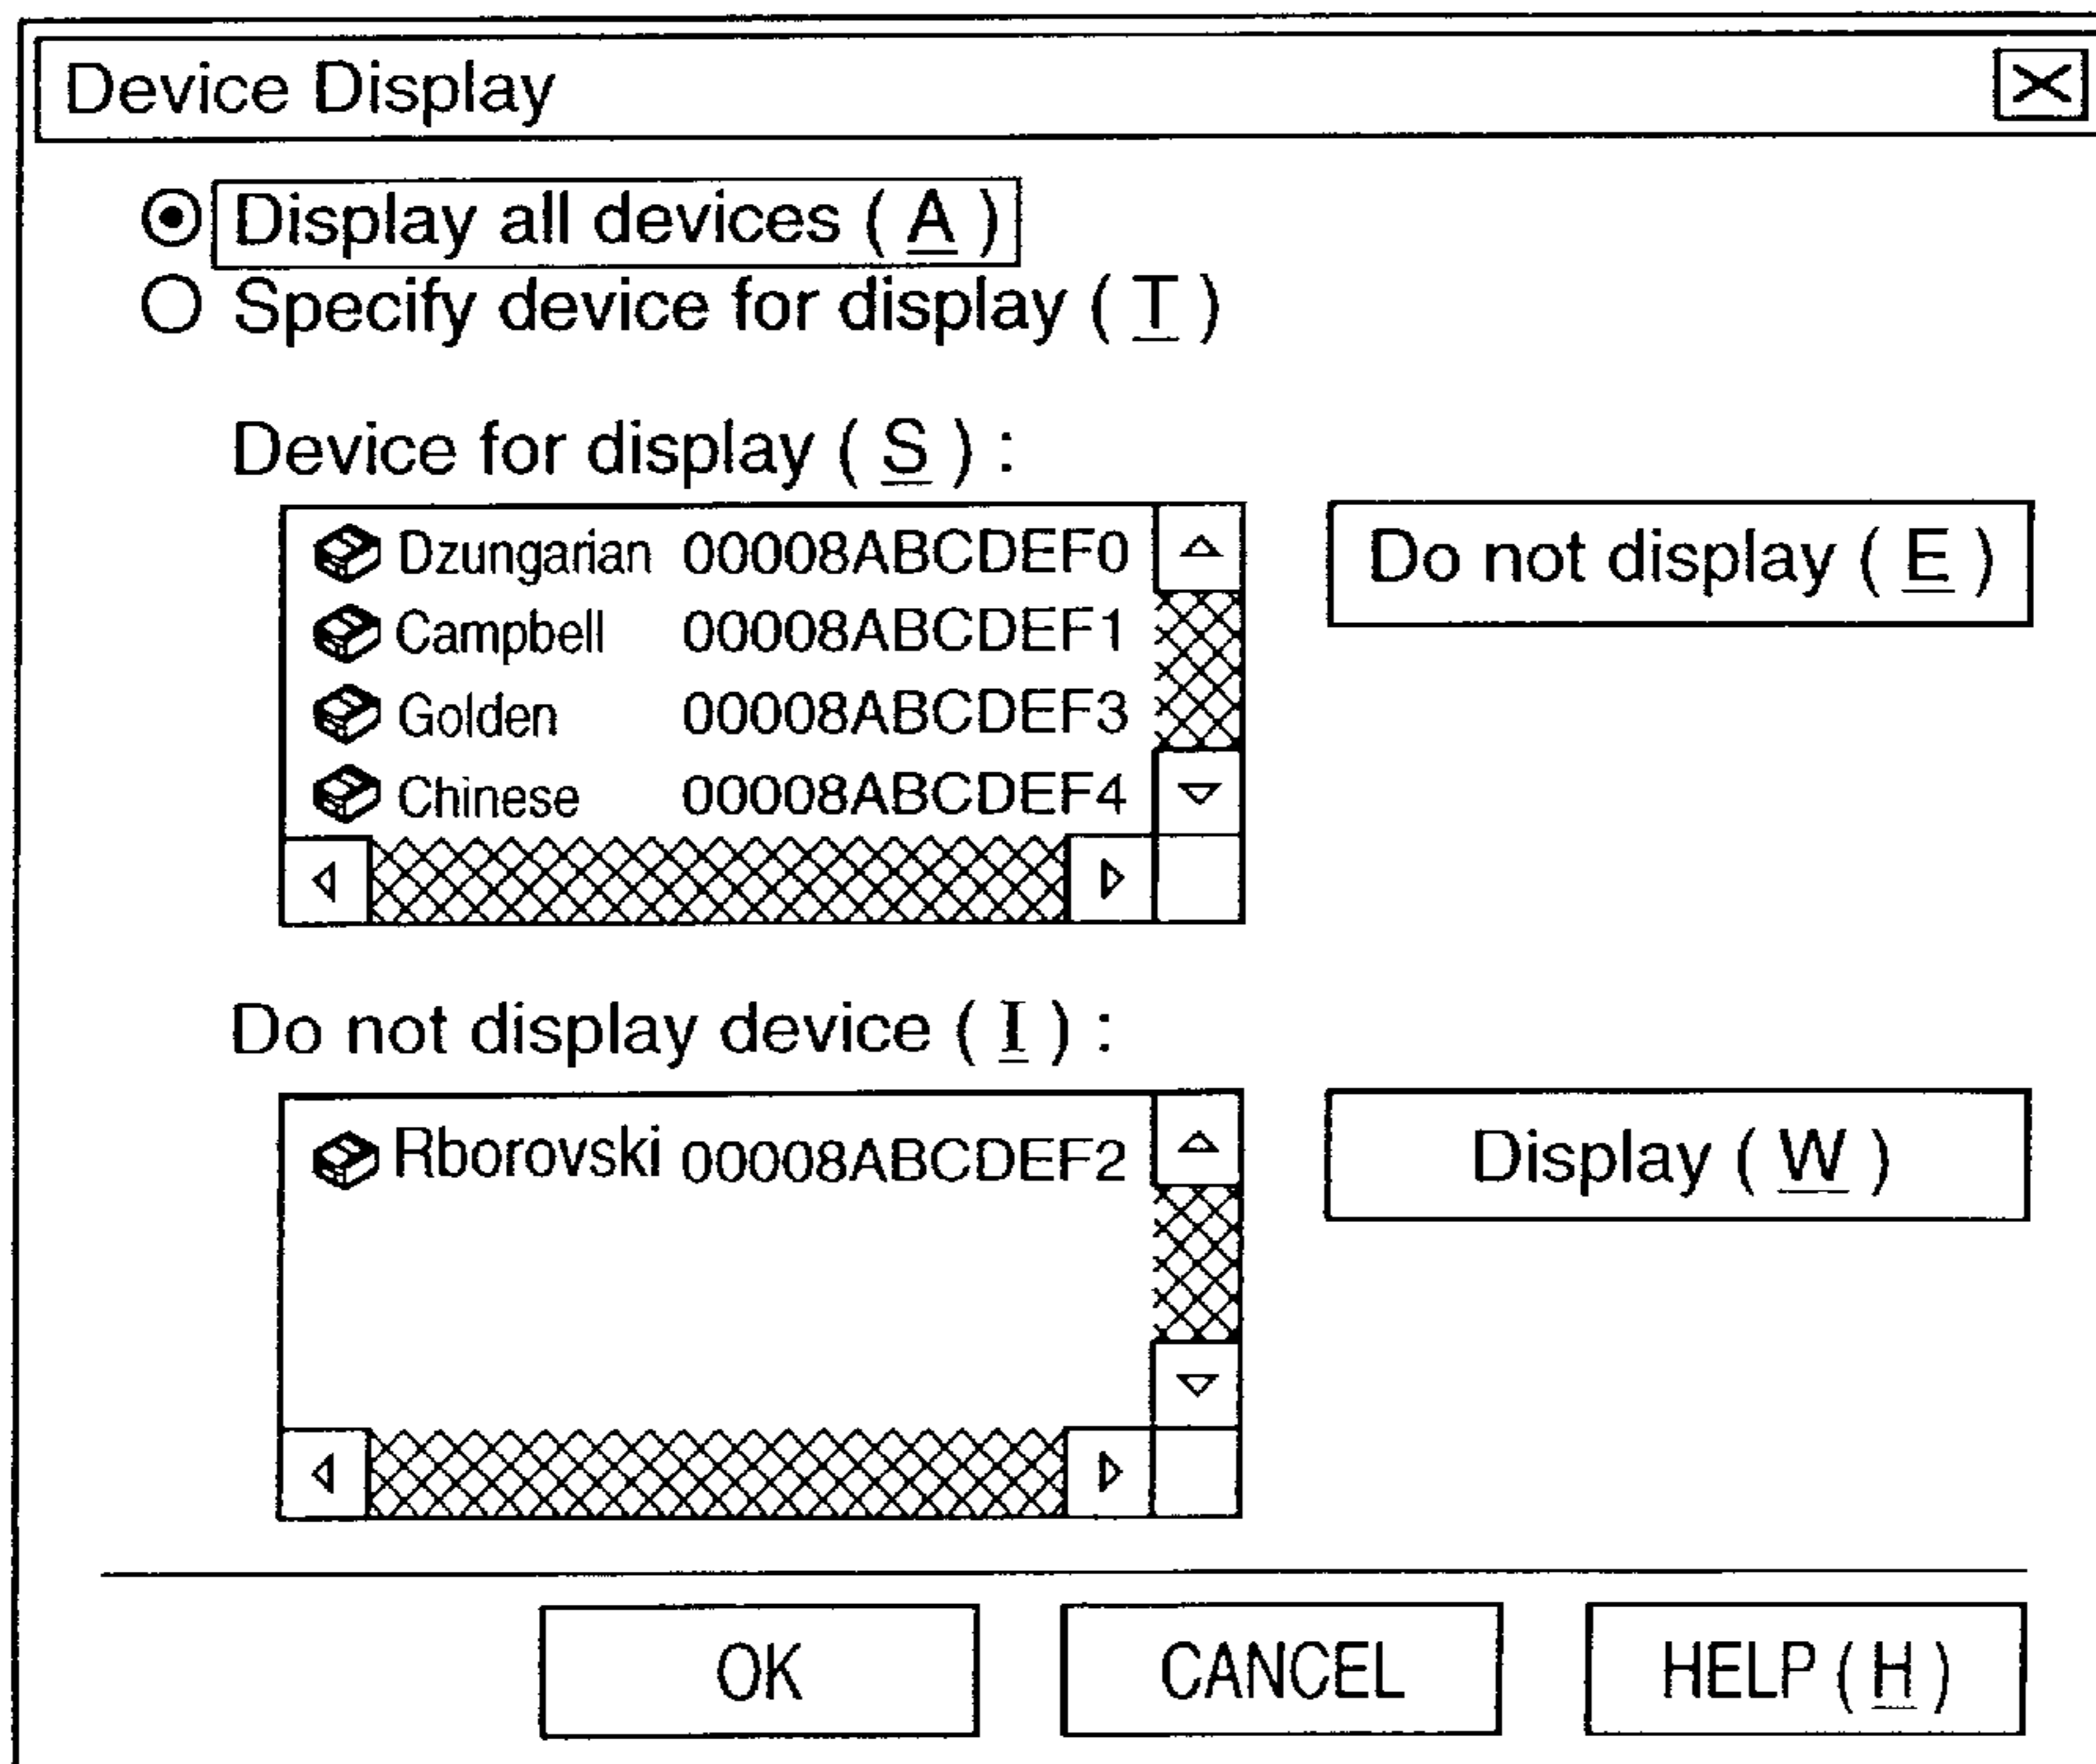 Device Display
Display all devices ( A )
Specify device for display ( T )
Device for display ( S ) :
Dzungarian 00008ABCDEF0
Do not display ( E )
Campbell 00008ABCDEF1
Golden 00008ABCDEF3
Chinese 00008ABCDEF4
Do not display device ( I ) :
Rborovski 00008ABCDEF2
Display ( W )
OK
CANCEL
HELP ( H )